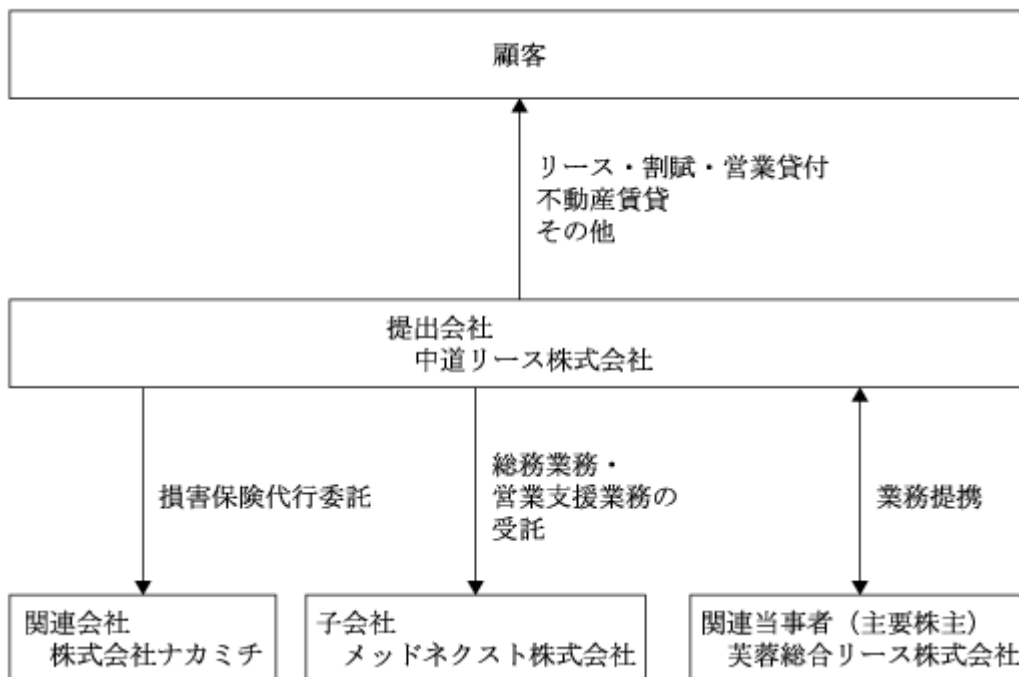 顧客
リース・割賦・営業貸付
不動産賃貸
その他
提出会社
中道リース株式会社
損害保険代行委託
総務業務・
営業支援業務の
受託
業務提携
関連会社
株式会社ナカミチ
子会社
メッドネクスト株式会社
関連当事者（主要株主）
芙蓉総合リース株式会社